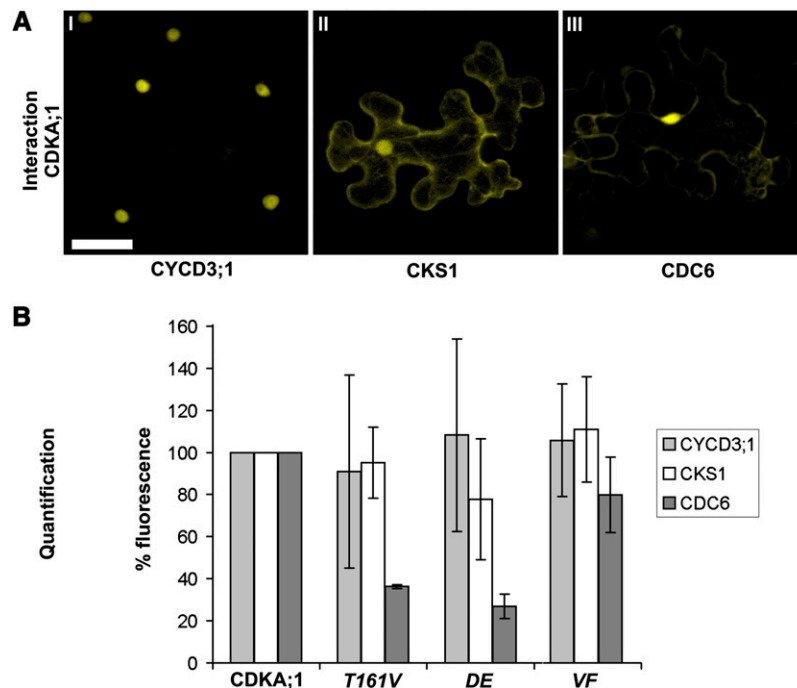 A
I
II
III
Interaction
CDKA;1
CYCD3;1
CKS1
CDC6
B
Quantification
% fluorescence
160
140
120
100
80
60
40
20
0
CDKA;1
T161V
DE
VF
CYCD3;1
CKS1
CDC6